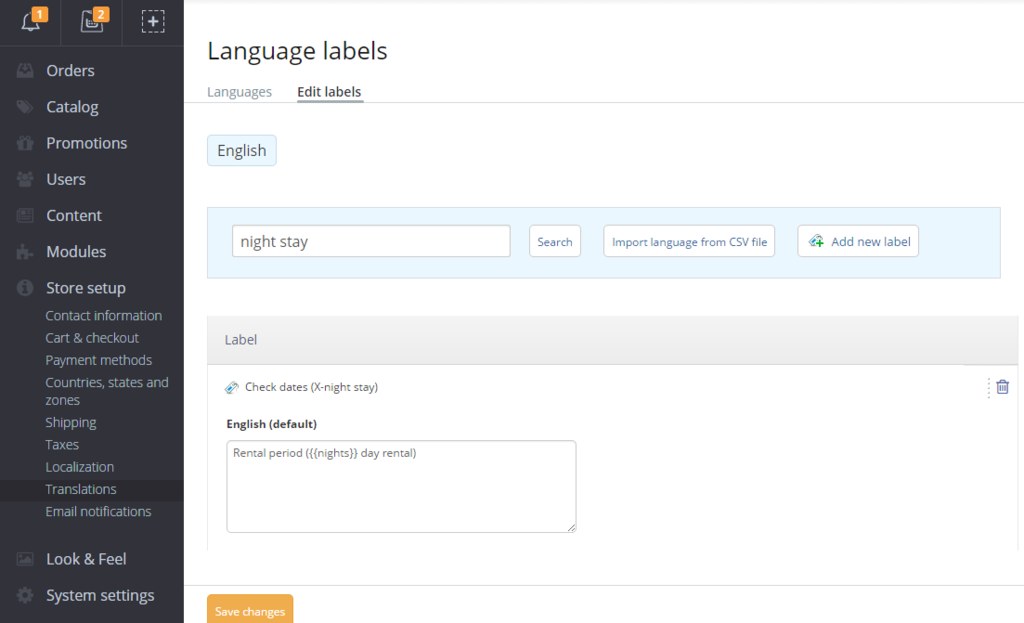 1
2
Orders
Catalog
Promotions
Users
Content
Modules
Store setup
Contact information
Cart & checkout
Payment methods
Countries, states and
zones
Shipping
Taxes
Localization
Translations
Email notifications
Look & Feel
System settings
Language labels
Languages
Edit labels
English
night stay
Search
Import language from CSV file
Add new label
Label
Check dates (X-night stay)
English (default)
Rental period ({{nights}} day rental)
Save changes